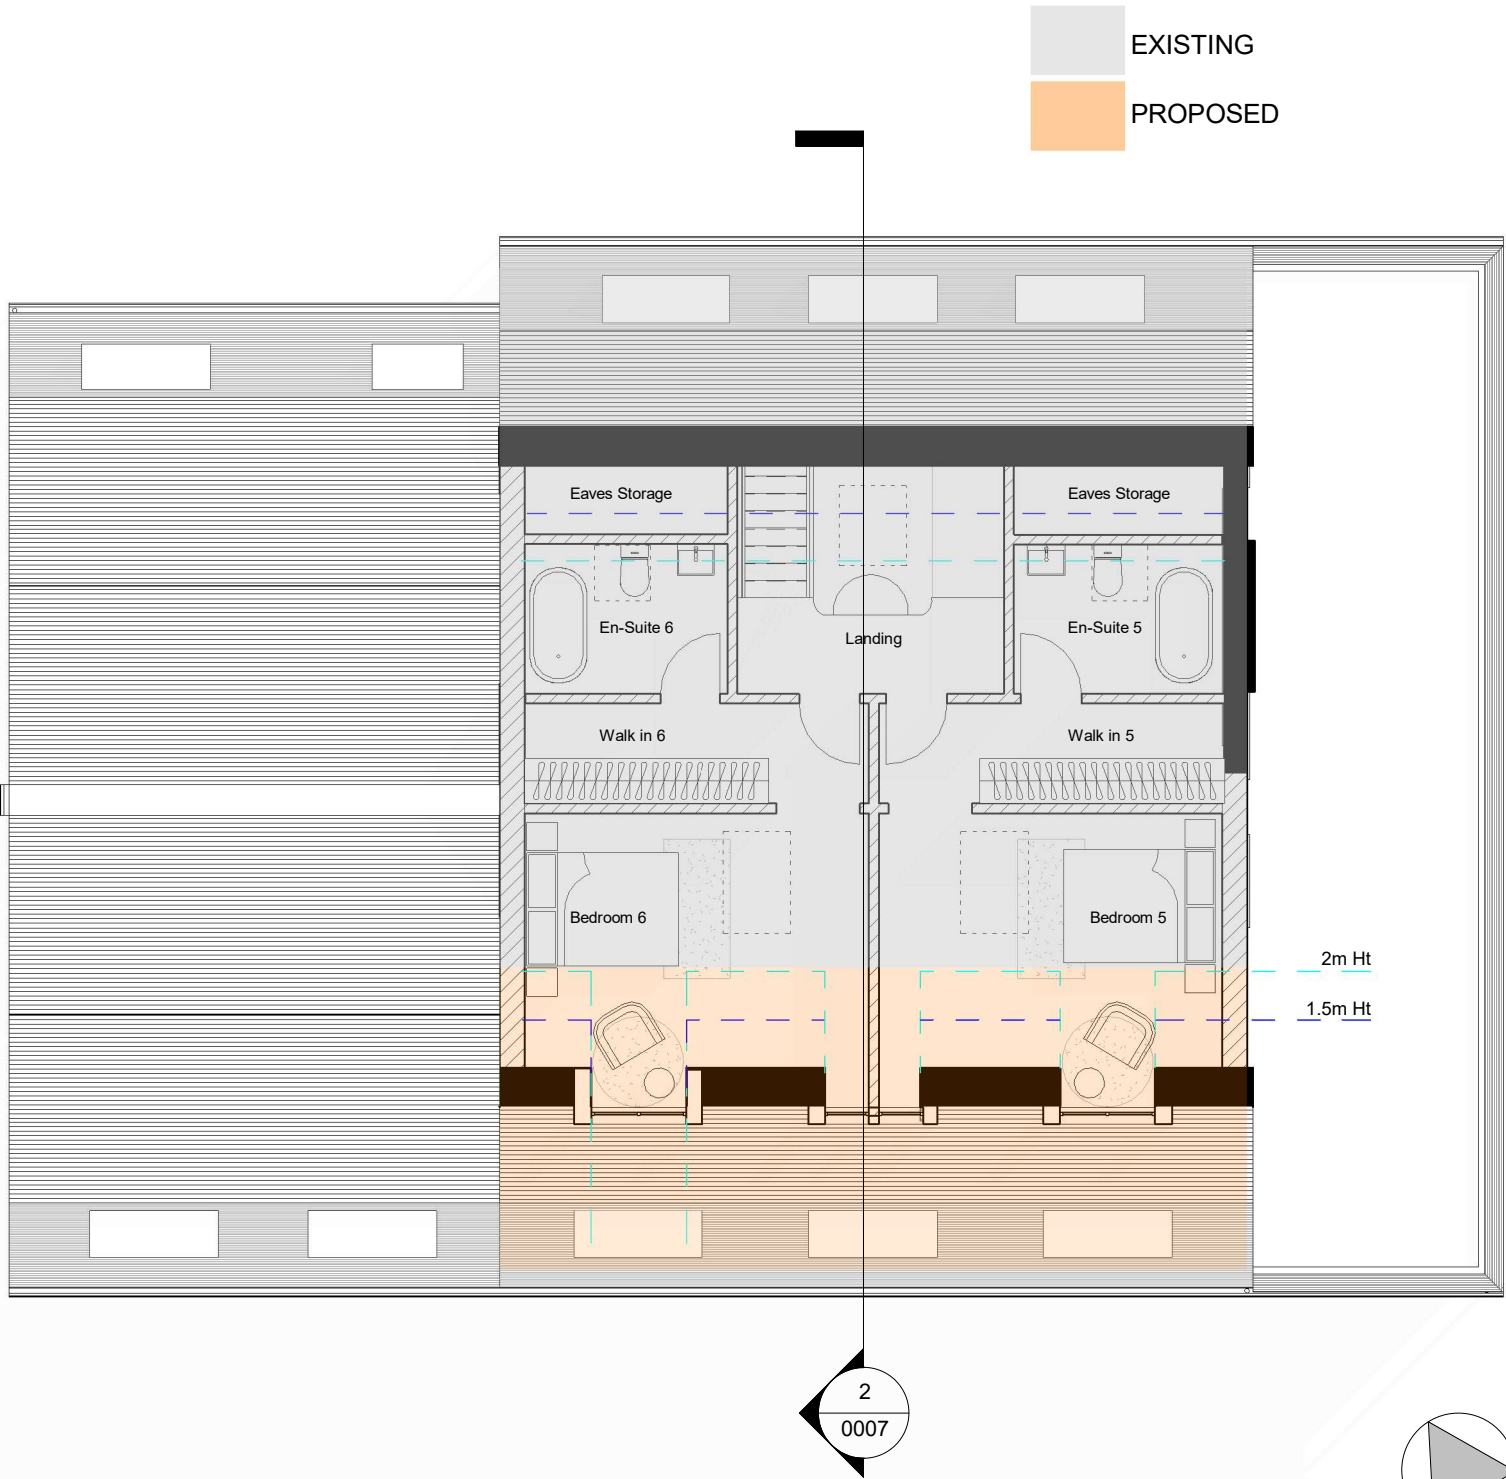 EXISTING
PROPOSED
Eaves Storage
Eaves Storage
En-Suite 6
En-Suite 5
Landing
Walk in 6
Walk in 5
Bedroom 6
Bedroom 5
2m Ht
1.5m Ht
2
0007